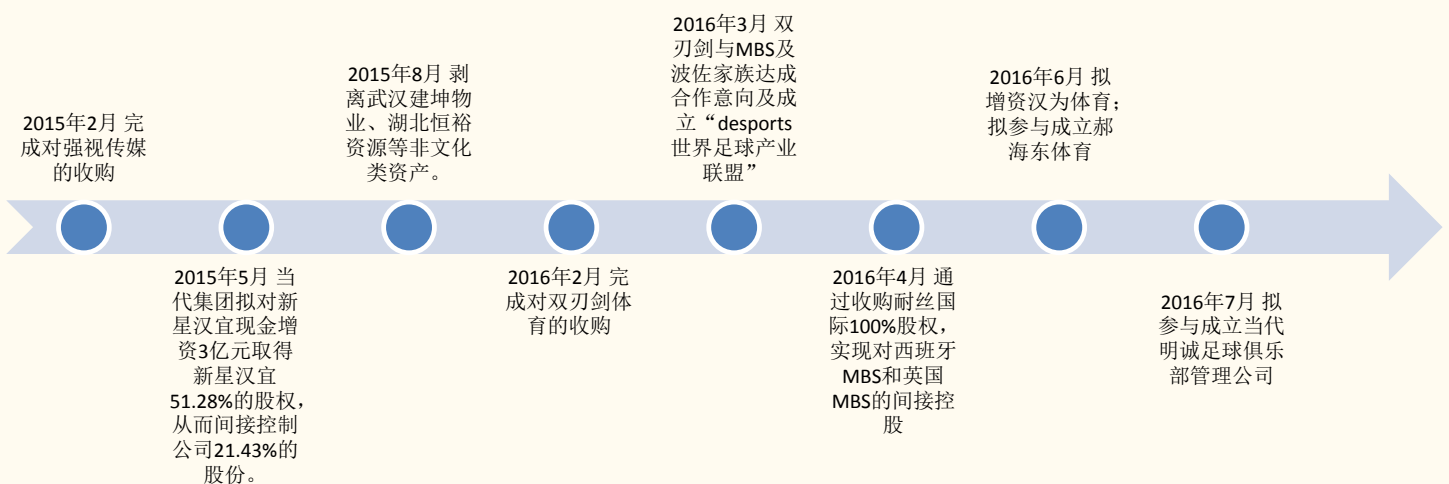 2015年2月 完
成对强视传媒
的收购
2015年5月 当
代集团拟对新
星汉宜现金增
资3亿元取得
新星汉宜
51.28%的股权，
从而间接控制
公司21.43%的
股份。
2015年8月 剥
离武汉建坤物
业、湖北恒裕
资源等非文化
类资产。
2016年2月 完
成对双刃剑体
育的收购
2016年3月 双
刃剑与MBS及
波佐家族达成
合作意向及成
立“desports
世界足球产业
联盟”
2016年4月 通
过收购耐丝国
际100%股权，
实现对西班牙
MBS和英国
MBS的间接控
股
2016年6月 拟
增资汉为体育；
拟参与成立郝
海东体育
2016年7月 拟
参与成立当代
明诚足球俱乐
部管理公司